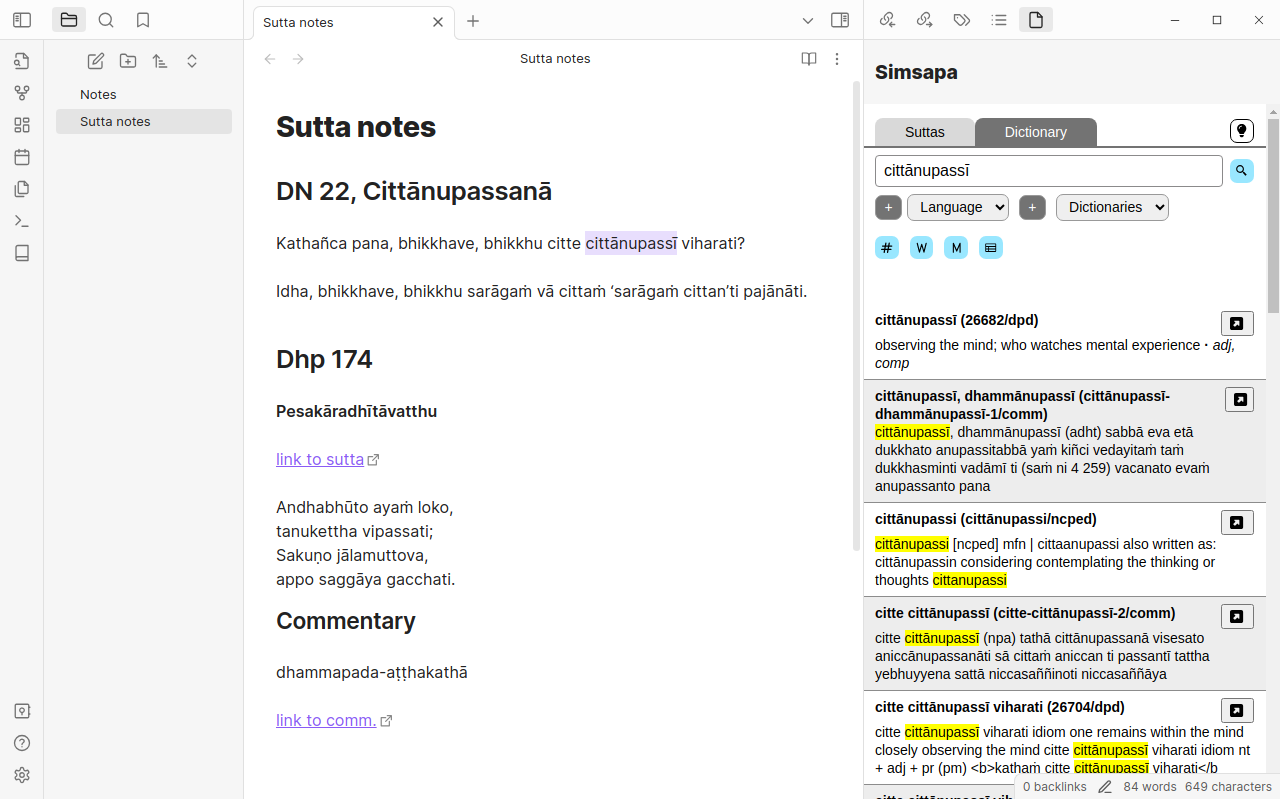 Sutta notes
Sutta notes
Notes
Sutta notes
Sutta notes
DN 22, Cittānupassanā
Kathañca pana, bhikkhave, bhikkhu citte cittānupassī viharati?
Idha, bhikkhave, bhikkhu sarāgaṁ vā cittaṁ ‘sarāgaṁ cittan’ti pajānāti.
Dhp 174
Pesakāradhītāvatthu
link to sutta
Andhabhūto ayaṁ loko,
tanukettha vipassati;
Sakuṇo jālamuttova,
appo saggāya gacchati.
Commentary
dhammapada-aṭṭhakathā
link to comm.
Simsapa
Suttas
Dictionary
cittānupassī
+ Language + Dictionaries
# W M
cittānupassī (26682/dpd)
observing the mind; who watches mental experience · adj,
comp
cittānupassī, dhammānupassī (cittānupassī-
dhammānupassī-1/comm)
cittānupassī, dhammānupassī (adht) sabbā eva etā
dukkhato anupassitabbā yaṁ kiñci vedayitaṁ taṁ
dukkhasminti vadāmī ti (saṁ ni 4 259) vacanato evaṁ
anupassanto pana
cittānupassi (cittānupassi/ncped)
cittānupassi [ncped] mfn | cittaanupassi also written as:
cittānupassin considering contemplating the thinking or
thoughts cittanupassi
citte cittānupassī (citte-cittānupassī-2/comm)
citte cittānupassī (npa) tathā cittānupassanā visesato
aniccānupassanāti sā cittaṁ aniccan ti passantī tattha
yebhuyyena sattā niccasaññinoti niccasaññāya
citte cittānupassī viharati (26704/dpd)
citte cittānupassī viharati idiom one remains within the mind
closely observing the mind citte cittānupassī viharati idiom nt
+ adj + pr (pm) <b>kathaṁ citte cittānupassī viharati</b
0 backlinks 84 words 649 characters